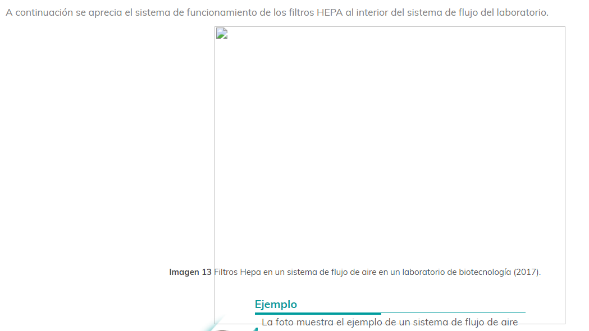 A continuación se aprecia el sistema de funcionamiento de los filtros HEPA al interior del sistema de flujo del laboratorio.
Imagen 13 Filtros Hepa en un sistema de flujo de aire en un laboratorio de biotecnología (2017).
Ejemplo
La foto muestra el ejemplo de un sistema de flujo de aire